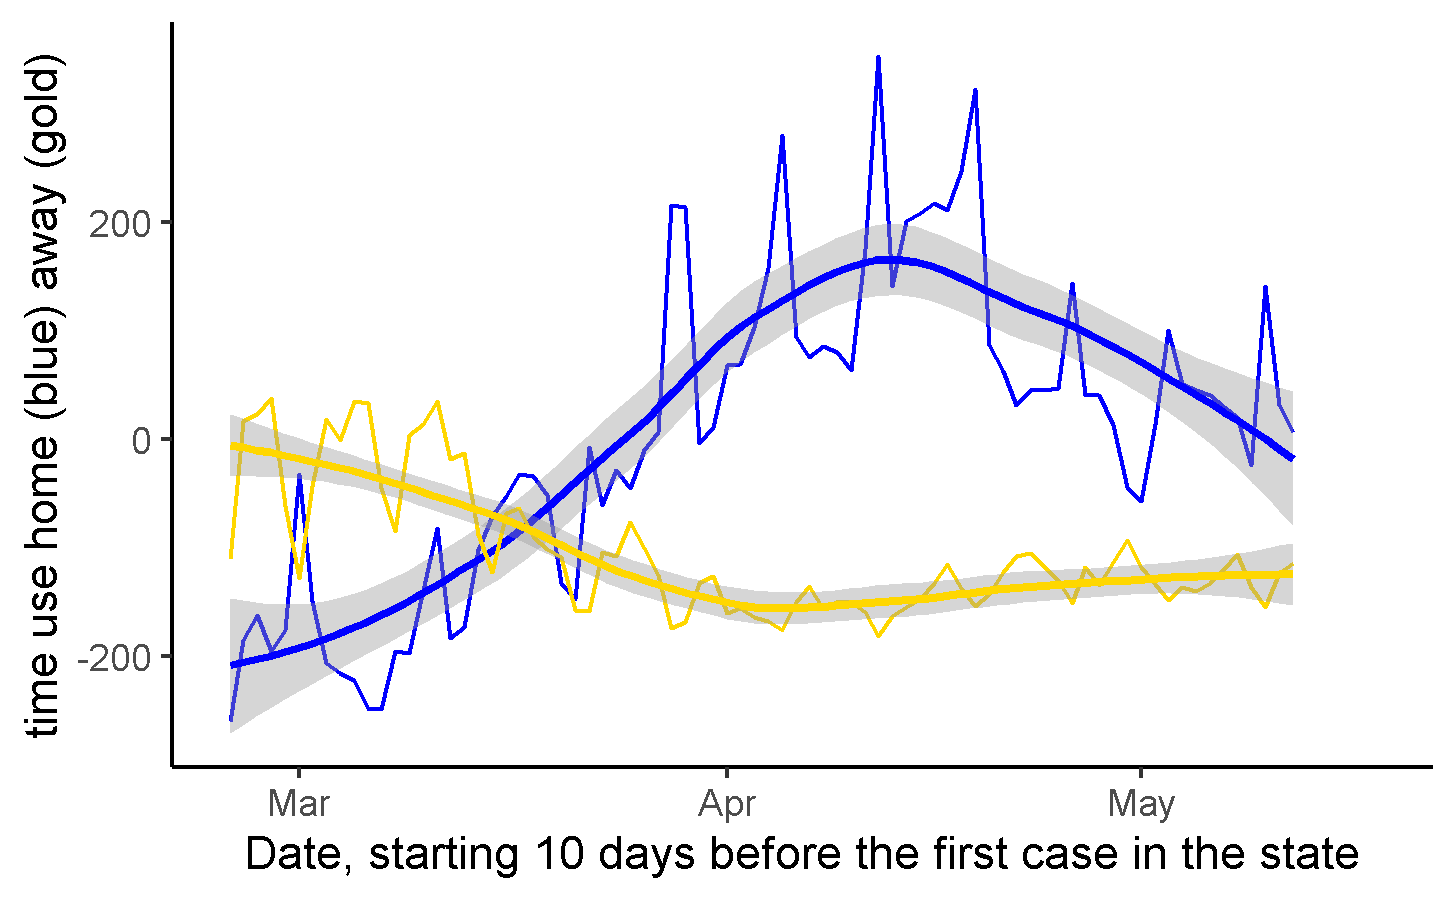 time use home (blue) away (gold)
200
0
-200
Mar
Apr
May
Date, starting 10 days before the first case in the state